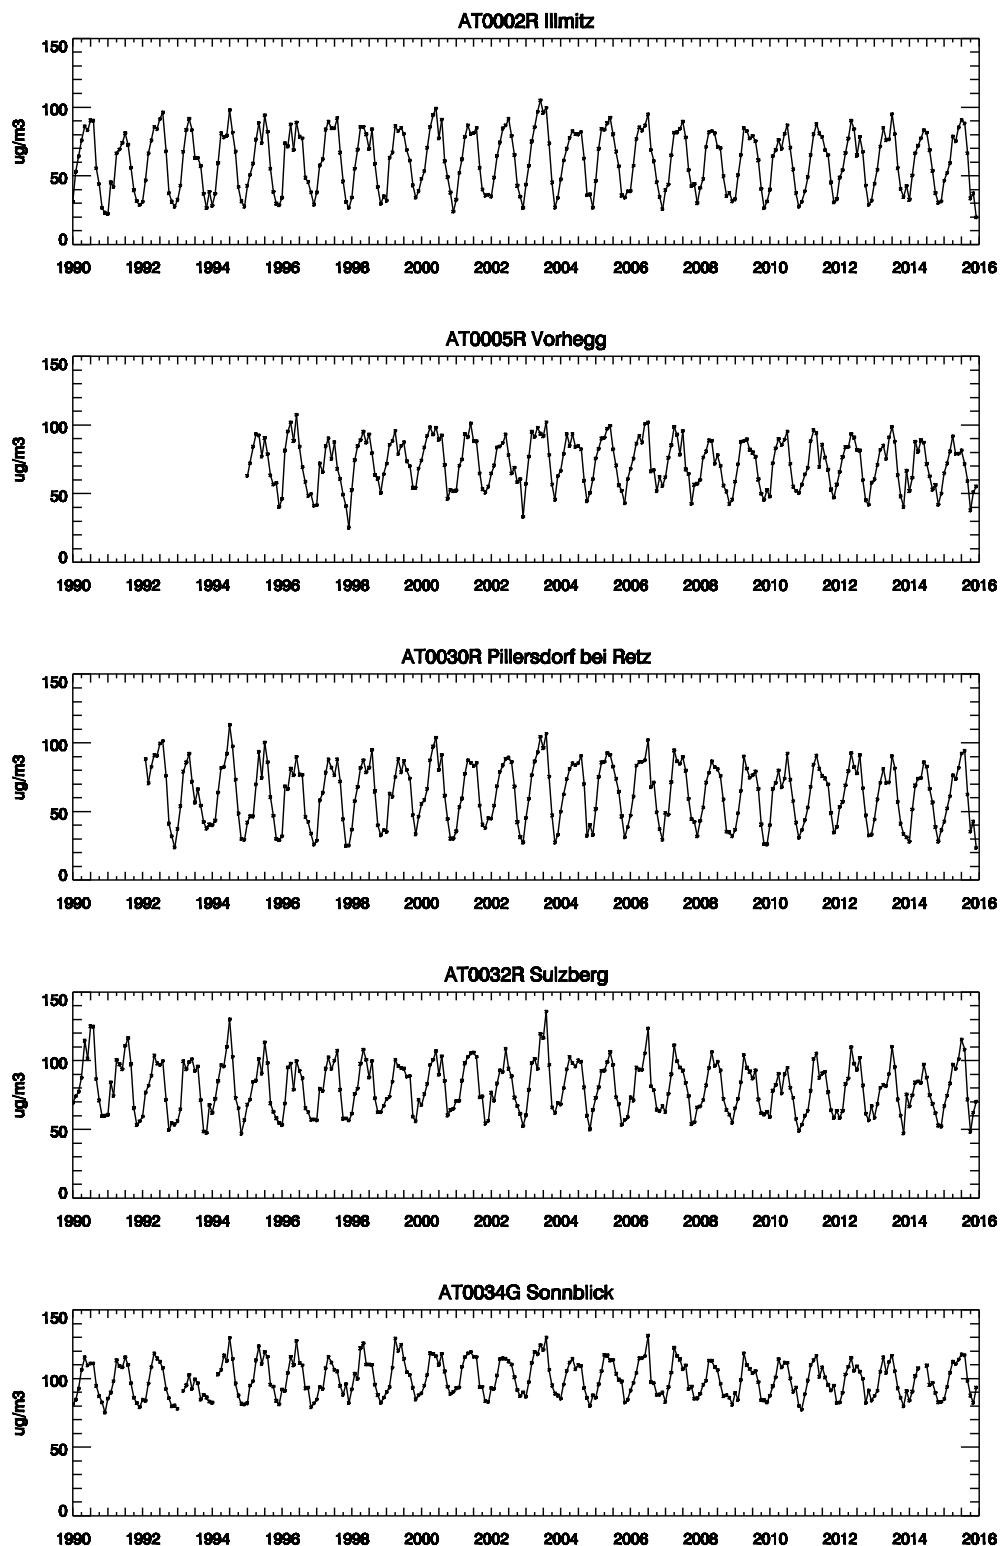 AT0002R Illmitz
150
100
50
0
ug/m3
1990 1992 1994 1996 1998 2000 2002 2004 2006 2008 2010 2012 2014 2016
AT0005R Vorhegg
150
100
50
0
ug/m3
1990 1992 1994 1996 1998 2000 2002 2004 2006 2008 2010 2012 2014 2016
AT0030R Pillersdorf bei Retz
150
100
50
0
ug/m3
1990 1992 1994 1996 1998 2000 2002 2004 2006 2008 2010 2012 2014 2016
AT0032R Sulzberg
150
100
50
0
ug/m3
1990 1992 1994 1996 1998 2000 2002 2004 2006 2008 2010 2012 2014 2016
AT0034G Sonnblick
150
100
50
0
ug/m3
1990 1992 1994 1996 1998 2000 2002 2004 2006 2008 2010 2012 2014 2016